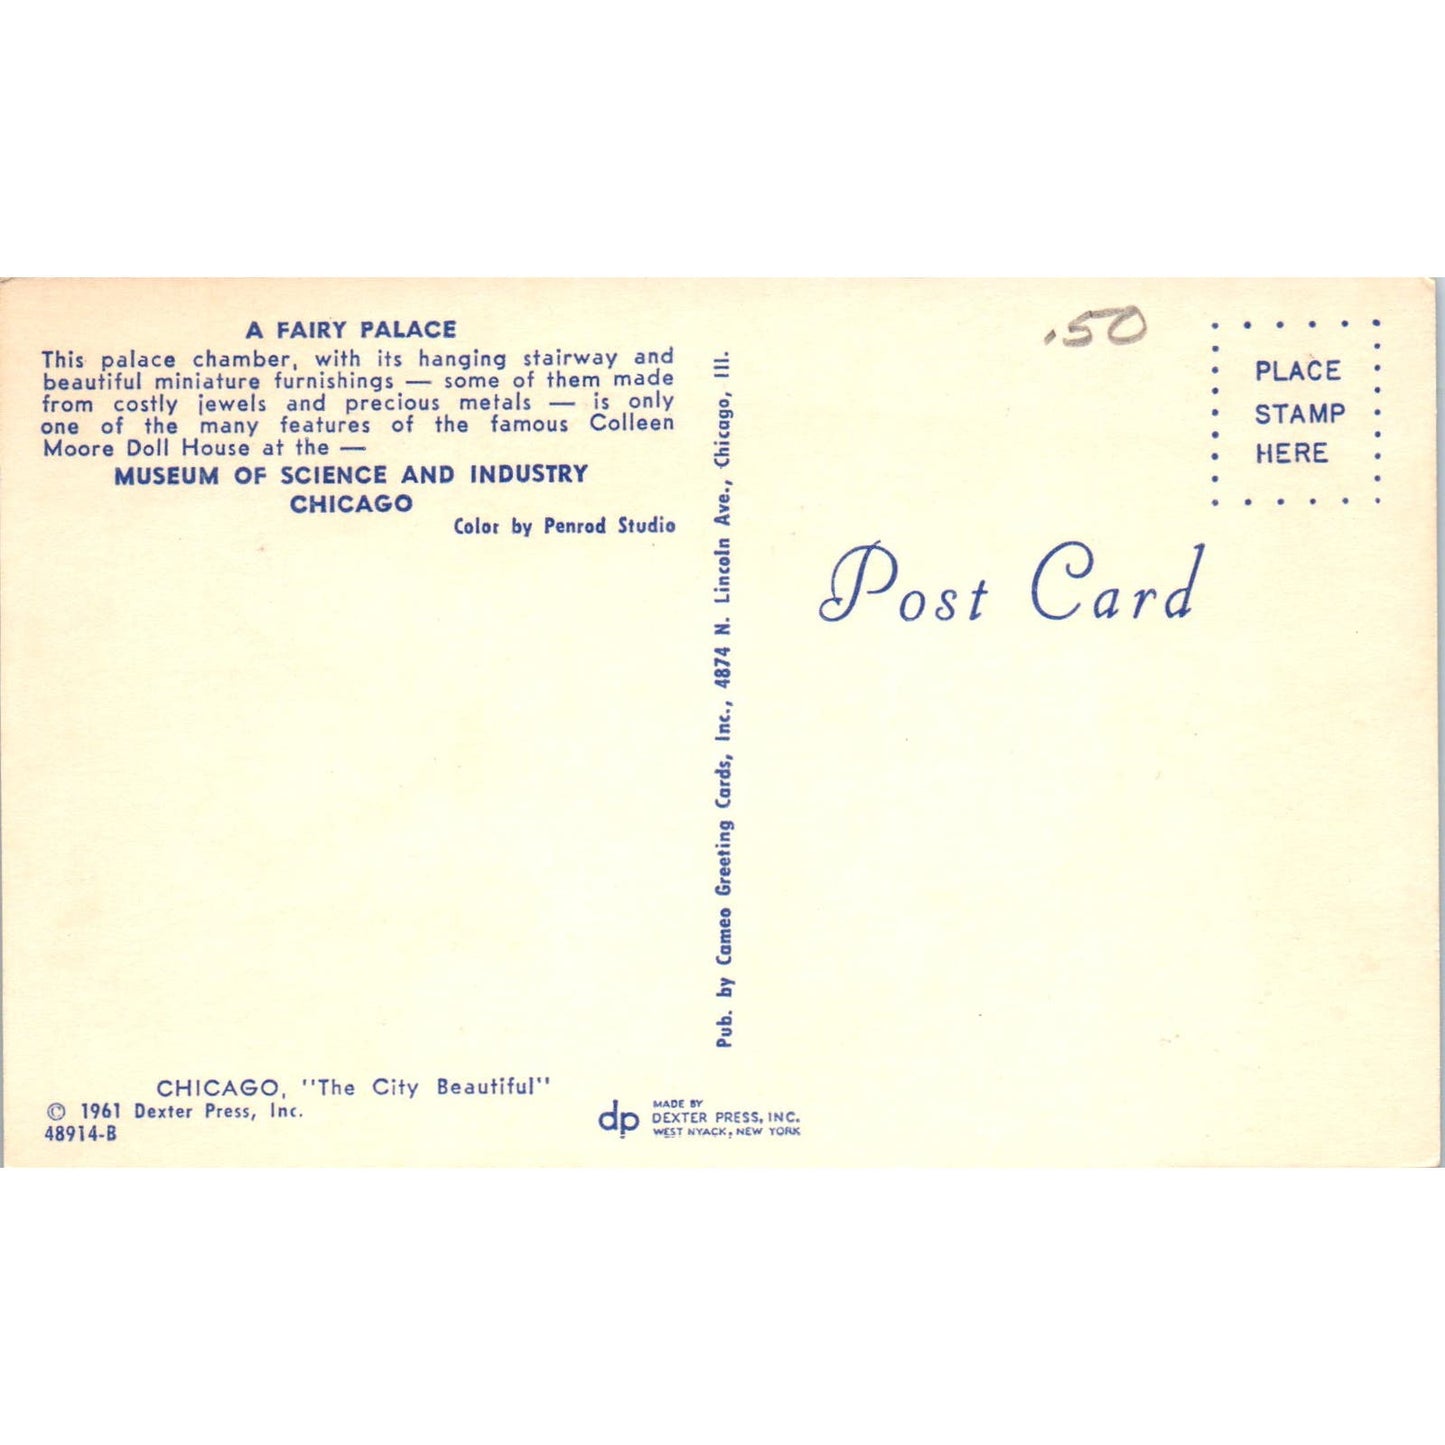 A FAIRY PALACE
This palace chamber, with its hanging stairway and
beautiful miniature furnishings — some of them made
from costly jewels and precious metals — is only
one of the many features of the famous Colleen
Moore Doll House at the —
MUSEUM OF SCIENCE AND INDUSTRY
CHICAGO
Color by Penrod Studio
CHICAGO, "The City Beautiful"
© 1961 Dexter Press, Inc.
48914-B
Pub. by Cameo Greeting Cards, Inc., 4874 N. Lincoln Ave., Chicago, Ill.
dp
MADE BY
DEXTER PRESS, INC.
WEST NYACK, NEW YORK
.50
PLACE
STAMP
HERE
Post Card